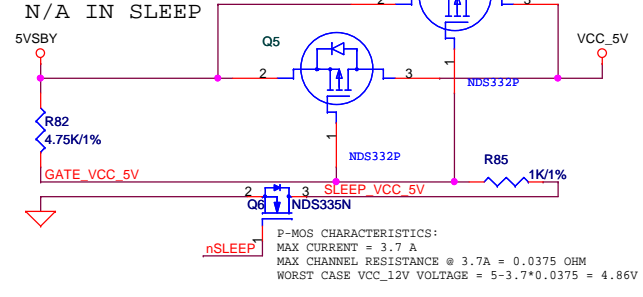 N/A IN SLEEP
2
3
5VSBY
Q5
VCC_5V
2
3
1
NDS332P
R82
4.75K/1%
1
NDS332P
R85
1K/1%
GATE_VCC_5V
2
3
SLEEP_VCC_5V
Q6
NDS335N
1
nSLEEP
P-MOS CHARACTERISTICS:
MAX CURRENT = 3.7 A
MAX CHANNEL RESISTANCE @ 3.7A = 0.0375 OHM
WORST CASE VCC_12V VOLTAGE = 5-3.7*0.0375 = 4.86V